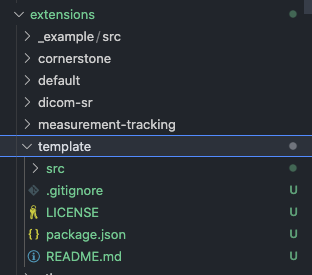 extensions
_example/src
cornerstone
default
dicom-sr
measurement-tracking
template
src
.gitignore U
LICENSE U
{} package.json U
README.md U